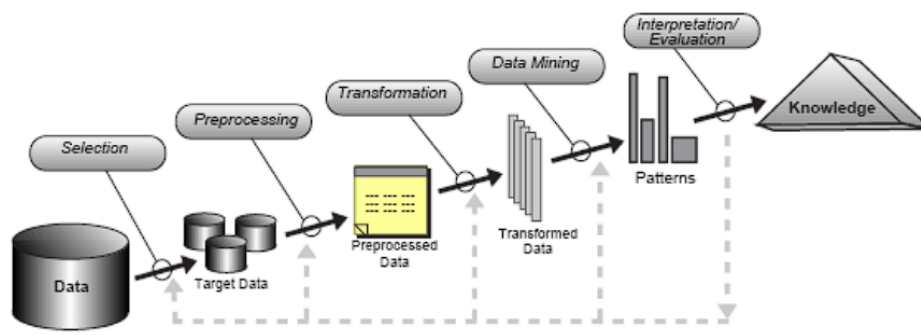 Interpretation/
Evaluation
Data Mining
Transformation
Preprocessing
Selection
Knowledge
Patterns
Transformed
Data
Preprocessed
Data
Target Data
Data